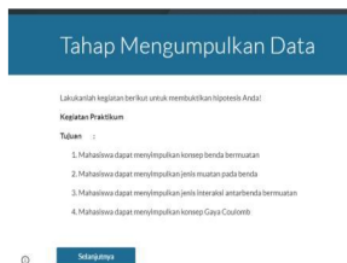 Tahap Mengumpulkan Data
Lakukanlah kegiatan berikut untuk membuktikan hipotesis Anda!
Kegiatan Praktikum
Tujuan :
1. Mahasiswa dapat menyimpulkan konsep benda bermuatan
2. Mahasiswa dapat menyimpulkan jenis muatan pada benda
3. Mahasiswa dapat menyimpulkan jenis interaksi antarbenda bermuatan
4. Mahasiswa dapat menyimpulkan konsep Gaya Coulomb
Selanjutnya